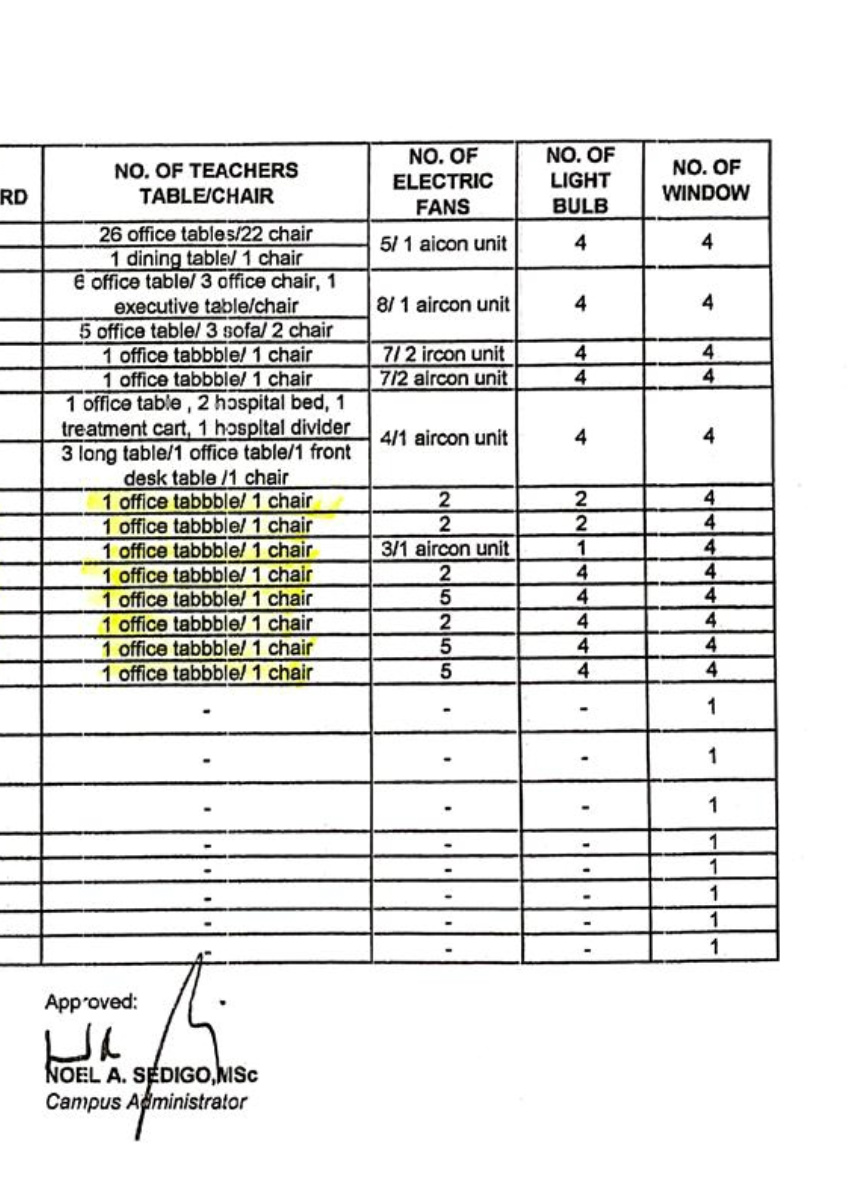 RD
NO. OF TEACHERS
TABLE/CHAIR
NO. OF
ELECTRIC
FANS
NO. OF
LIGHT
BULB
NO. OF
WINDOW
26 office tables/22 chair
1 dining table/ 1 chair
5/ 1 aicon unit 4 4
6 office table/ 3 office chair, 1
executive table/chair
5 office table/ 3 sofa/ 2 chair
8/ 1 aircon unit 4 4
1 office tabbble/ 1 chair 7/ 2 ircon unit 4 4
1 office tabbble/ 1 chair 7/2 aircon unit 4 4
1 office table , 2 hospital bed, 1
treatment cart, 1 hospital divider
3 long table/1 office table/1 front
desk table /1 chair
4/1 aircon unit 4 4
1 office tabbble/ 1 chair 2 2 4
1 office tabbble/ 1 chair 2 2 4
1 office tabbble/ 1 chair 3/1 aircon unit 1 4
1 office tabbble/ 1 chair 2 4 4
1 office tabbble/ 1 chair 5 4 4
1 office tabbble/ 1 chair 2 4 4
1 office tabbble/ 1 chair 5 4 4
1 office tabbble/ 1 chair 5 4 4
- - - 1
- - - 1
- - - 1
- - - 1
- - - 1
- - - 1
- - - 1
- - - 1
Approved:
NOEL A. SEDIGO,MSc
Campus Administrator